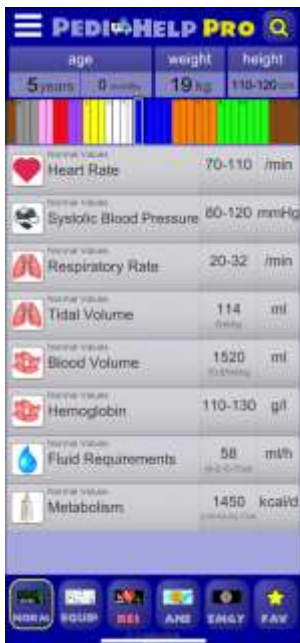 PEDI HELP PRO
age weight height
5 years 0 months 19 kg 110-120 cm
Normal Values
Heart Rate 70-110 /min
Normal Values
Systolic Blood Pressure 80-120 mmHg
Normal Values
Respiratory Rate 20-32 /min
Normal Values
Tidal Volume 114 ml
Normal Values
Blood Volume 1520 ml
Normal Values
Hemoglobin 110-130 g/l
Normal Values
Fluid Requirements 58 ml/h
Normal Values
Metabolism 1450 kcal/d
NORM EQUIP REI ANE EMGY FAV